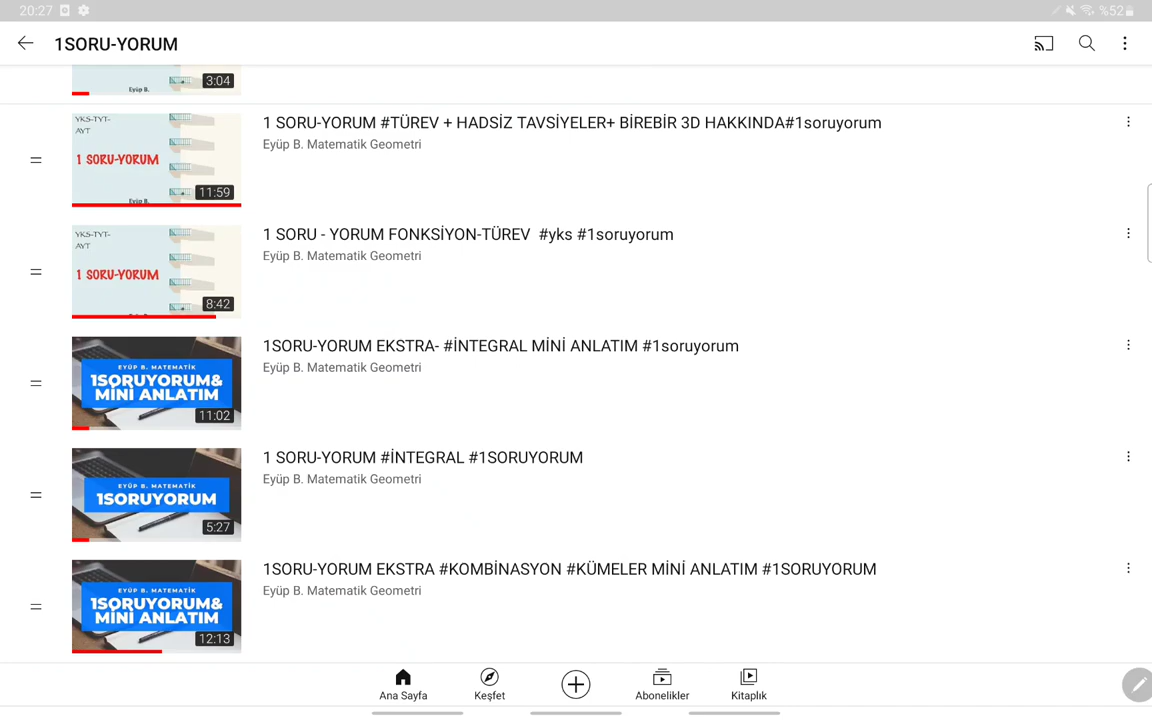 20:27
%52
1SORU-YORUM
Eyüp B.
3:04
YKS-TYT-
AYT
1 SORU-YORUM
Eyüp B.
11:59
1 SORU-YORUM #TÜREV + HADSİZ TAVSİYELER+ BİREBİR 3D HAKKINDA#1soruyorum
Eyüp B. Matematik Geometri
YKS-TYT-
AYT
1 SORU-YORUM
8:42
1 SORU - YORUM FONKSİYON-TÜREV #yks #1soruyorum
Eyüp B. Matematik Geometri
EYÜP B. MATEMATİK
1SORUYORUM&
MİNİ ANLATIM
11:02
1SORU-YORUM EKSTRA- #İNTEGRAL MİNİ ANLATIM #1soruyorum
Eyüp B. Matematik Geometri
EYÜP B. MATEMATİK
1SORUYORUM
5:27
1 SORU-YORUM #İNTEGRAL #1SORUYORUM
Eyüp B. Matematik Geometri
EYÜP B. MATEMATİK
1SORUYORUM&
MİNİ ANLATIM
12:13
1SORU-YORUM EKSTRA #KOMBİNASYON #KÜMELER MİNİ ANLATIM #1SORUYORUM
Eyüp B. Matematik Geometri
Ana Sayfa
Keşfet
Abonelikler
Kitaplık